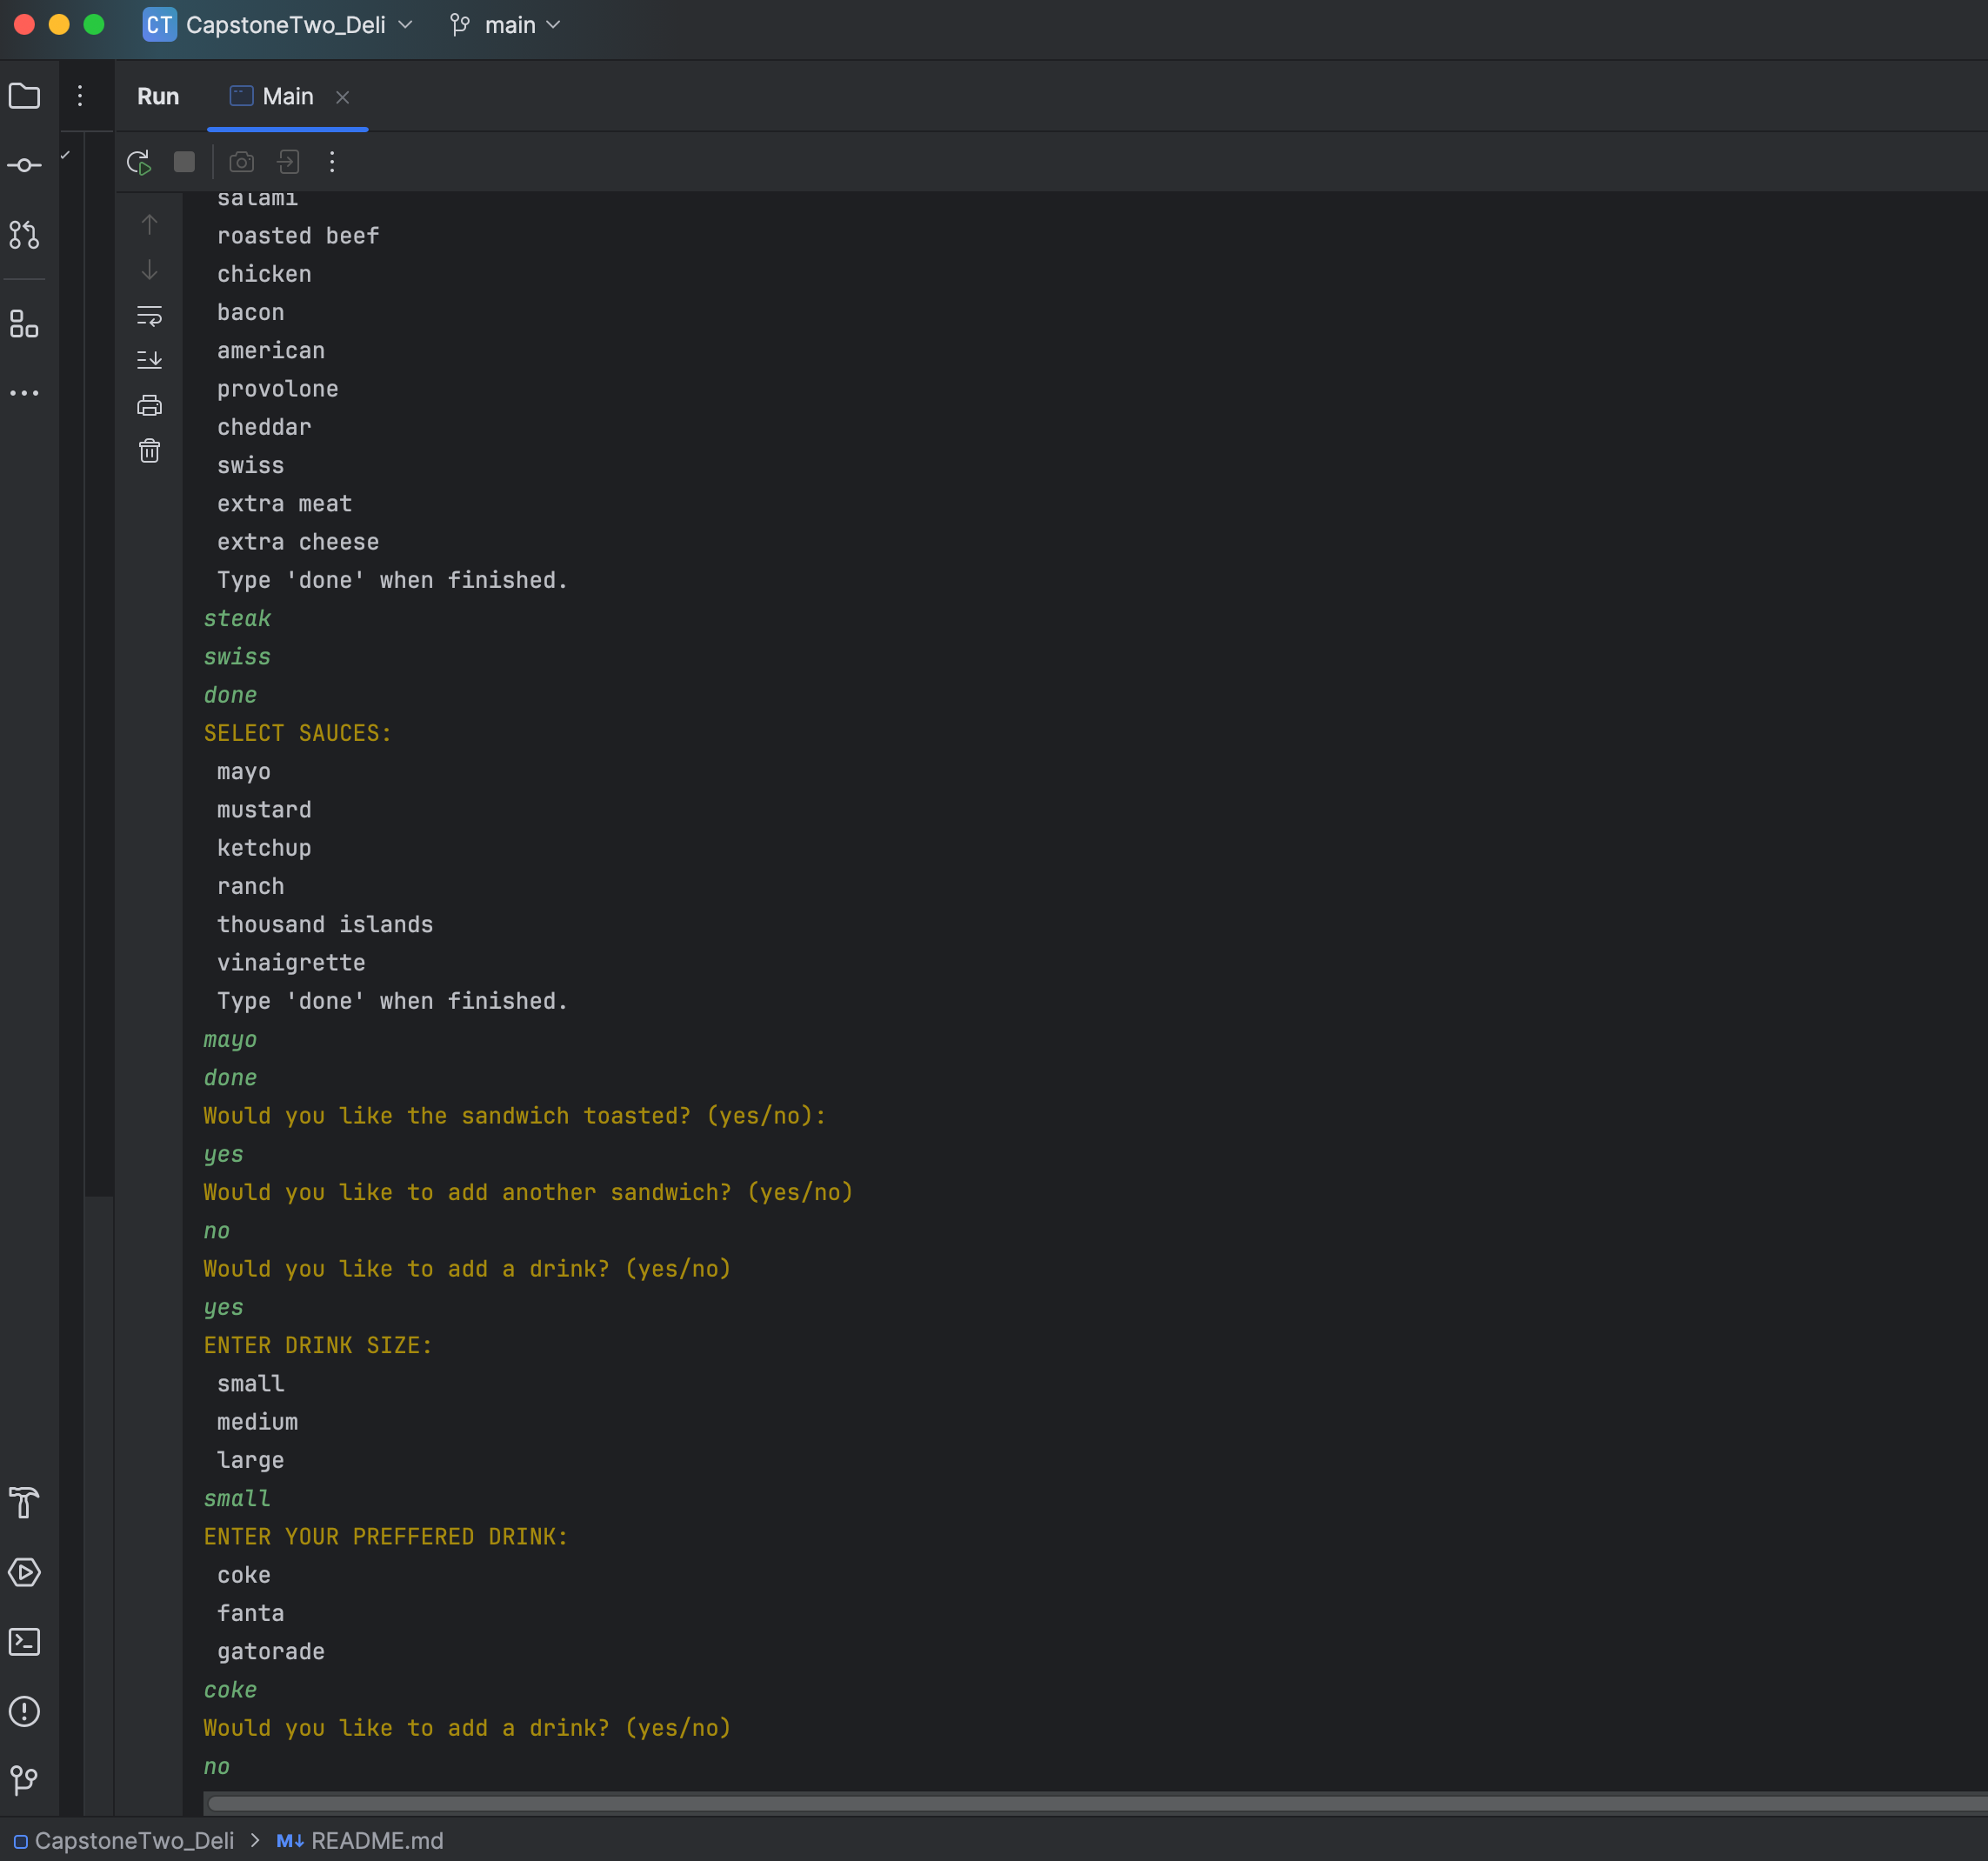 CT CapstoneTwo_Deli main
Run Main
salami
roasted beef
chicken
bacon
american
provolone
cheddar
swiss
extra meat
extra cheese
Type 'done' when finished.
steak
swiss
done
SELECT SAUCES:
mayo
mustard
ketchup
ranch
thousand islands
vinaigrette
Type 'done' when finished.
mayo
done
Would you like the sandwich toasted? (yes/no):
yes
Would you like to add another sandwich? (yes/no)
no
Would you like to add a drink? (yes/no)
yes
ENTER DRINK SIZE:
small
medium
large
small
ENTER YOUR PREFFERED DRINK:
coke
fanta
gatorade
coke
Would you like to add a drink? (yes/no)
no
CapstoneTwo_Deli > M↓ README.md